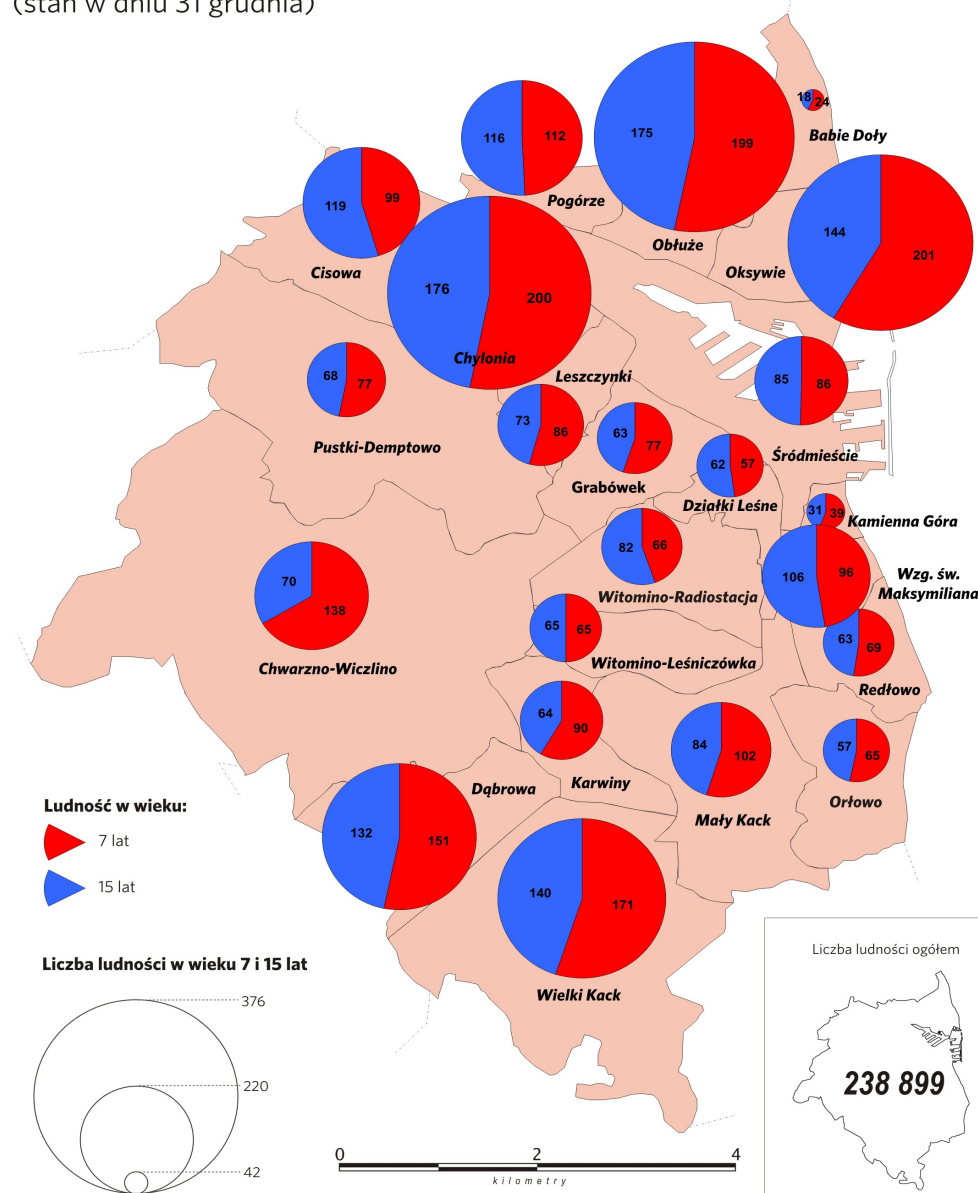 (stan w dniu 31 grudnia)
18
24
Babie Doły
116
112
Pogórze
175
199
Obłuże
119
99
Cisowa
144
201
Oksywie
176
200
Chylonia
68
77
Pustki-Demptowo
Leszczynki
73
86
63
77
Grabówek
85
86
Śródmieście
62
57
Działki Leśne
31
39
Kamienna Góra
82
66
Witomino-Radiostacja
106
96
Wzg. św.
Maksymiliana
70
138
Chwarzno-Wiczlino
65
65
Witomino-Leśniczówka
63
69
Redłowo
64
90
Karwiny
84
102
Mały Kack
57
65
Orłowo
132
151
Dąbrowa
140
171
Wielki Kack
Ludność w wieku:
7 lat
15 lat
Liczba ludności w wieku 7 i 15 lat
376
220
42
0
2
4
kilometry
Liczba ludności ogółem
238 899